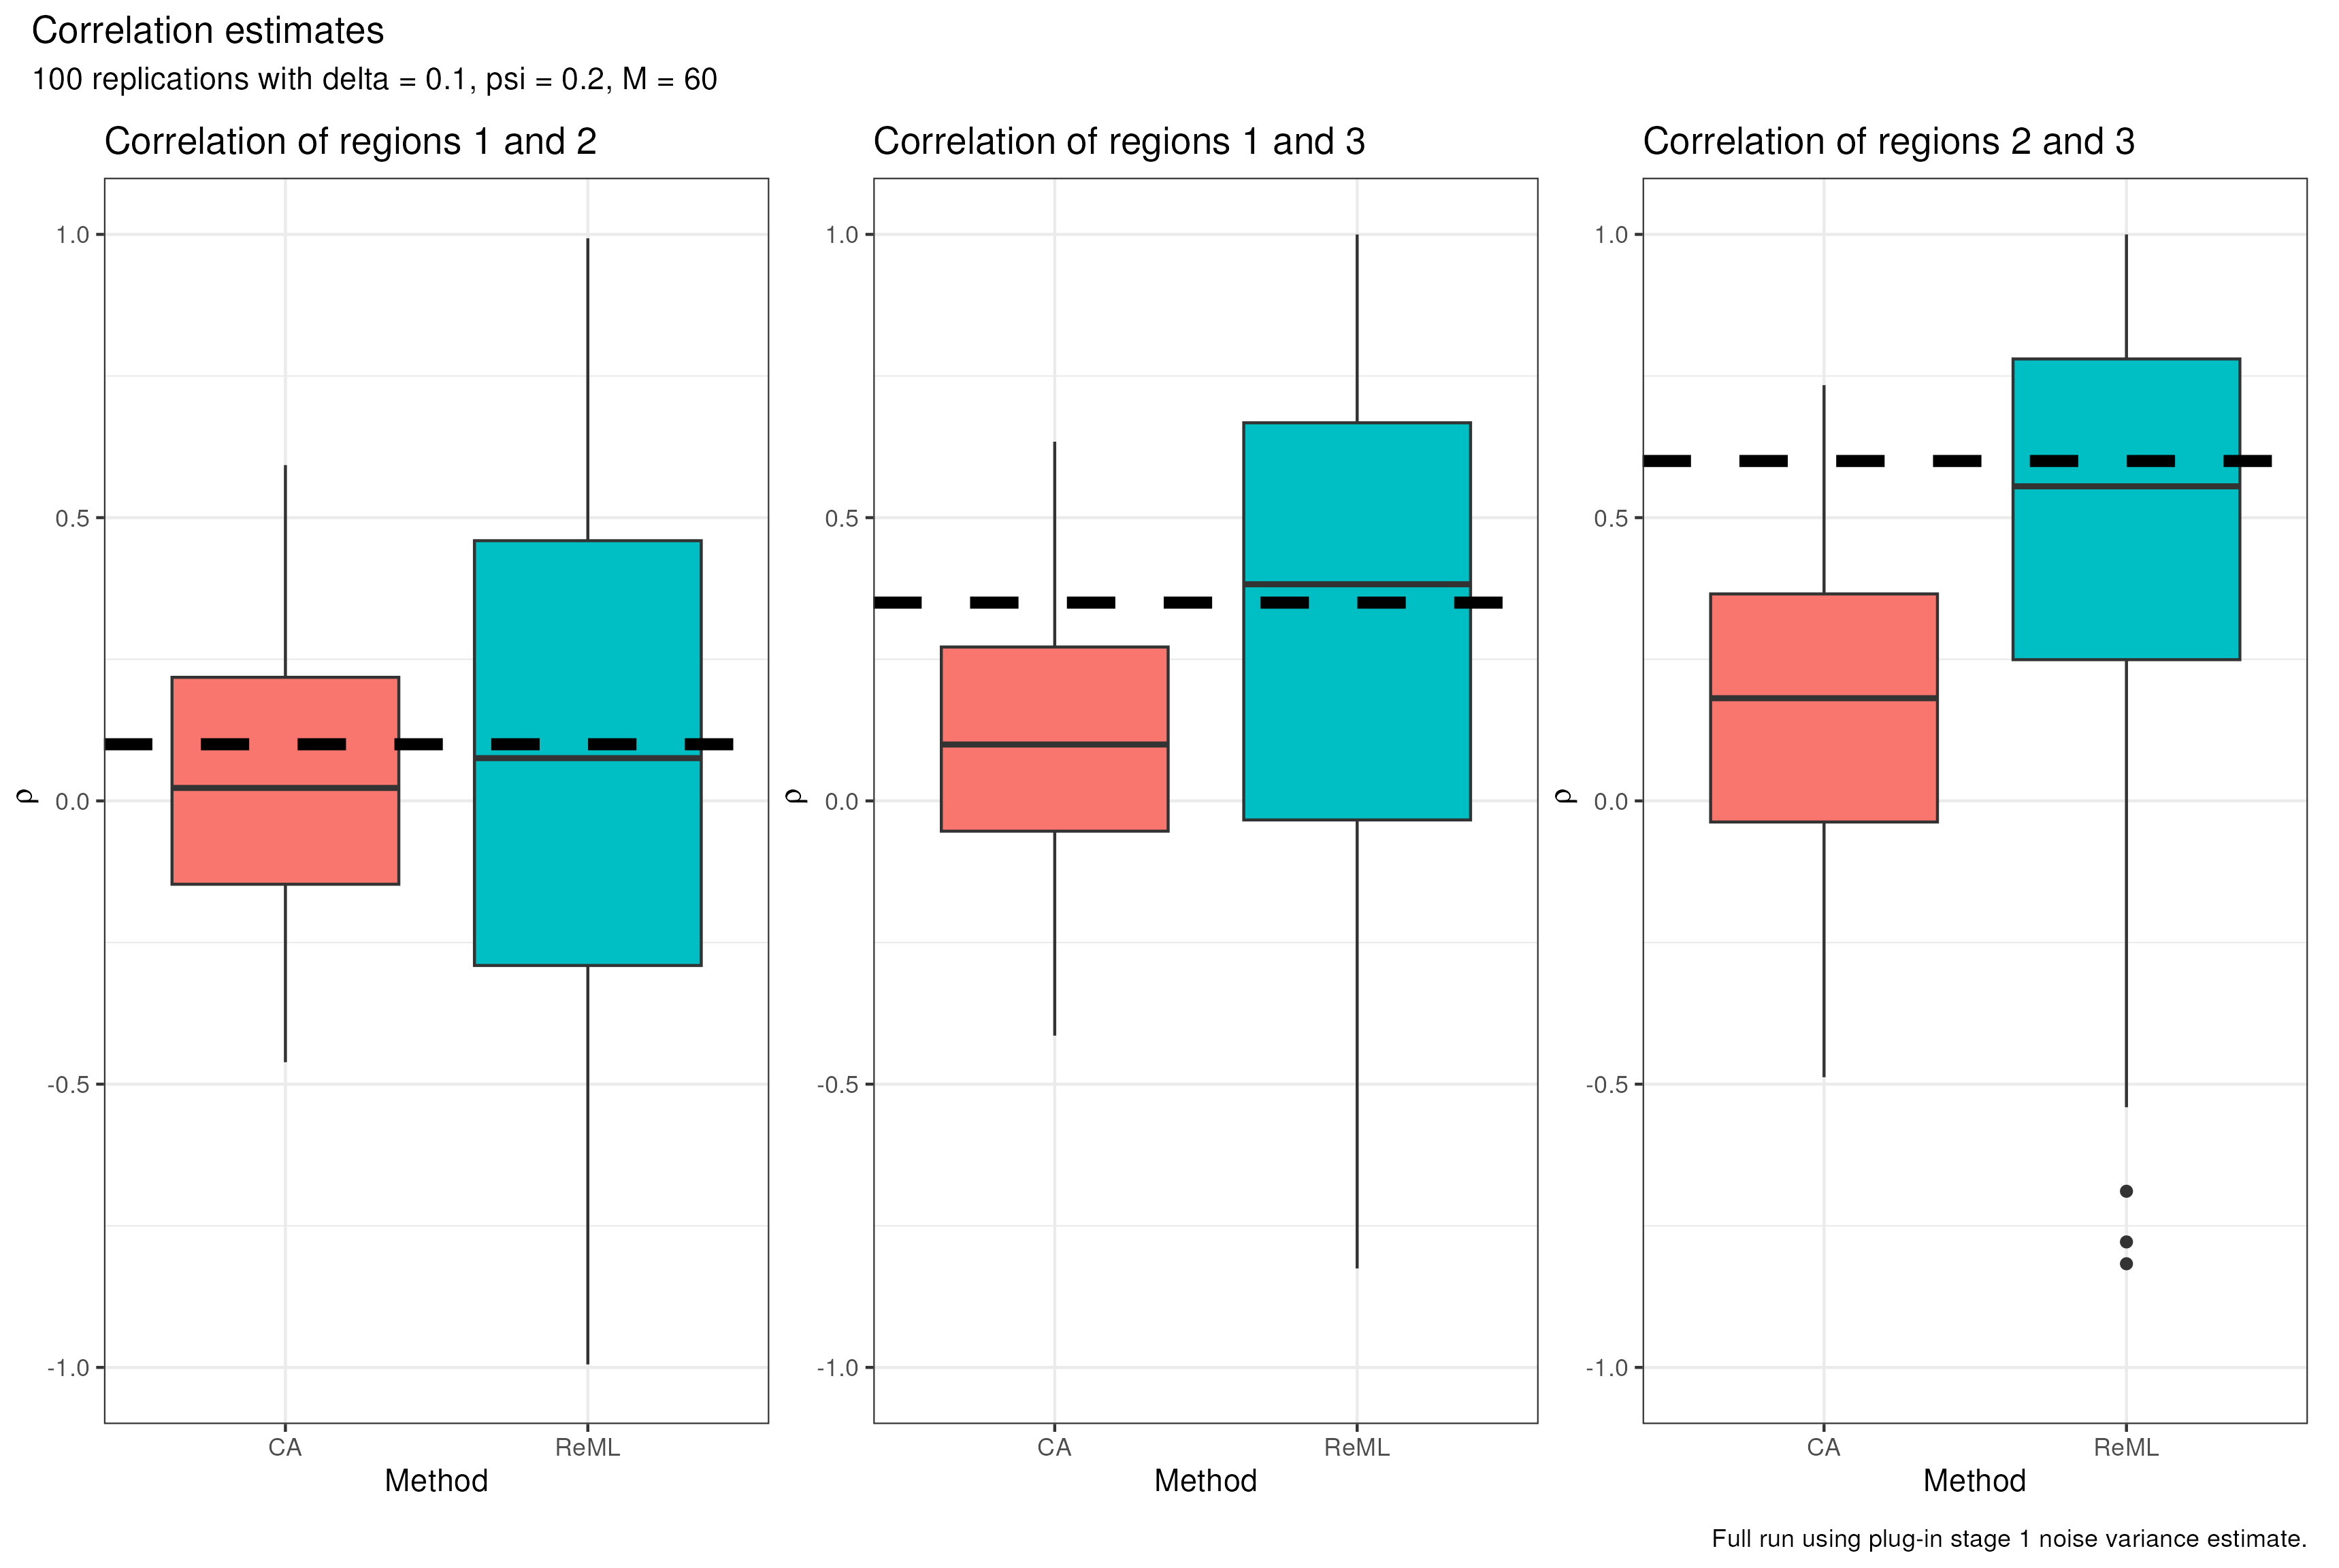 Correlation estimates
100 replications with delta = 0.1, psi = 0.2, M = 60
Correlation of regions 1 and 2
1.0
0.5
0.0
-0.5
-1.0
ρ
CA
ReML
Method
Correlation of regions 1 and 3
1.0
0.5
0.0
-0.5
-1.0
ρ
CA
ReML
Method
Correlation of regions 2 and 3
1.0
0.5
0.0
-0.5
-1.0
ρ
CA
ReML
Method
Full run using plug-in stage 1 noise variance estimate.